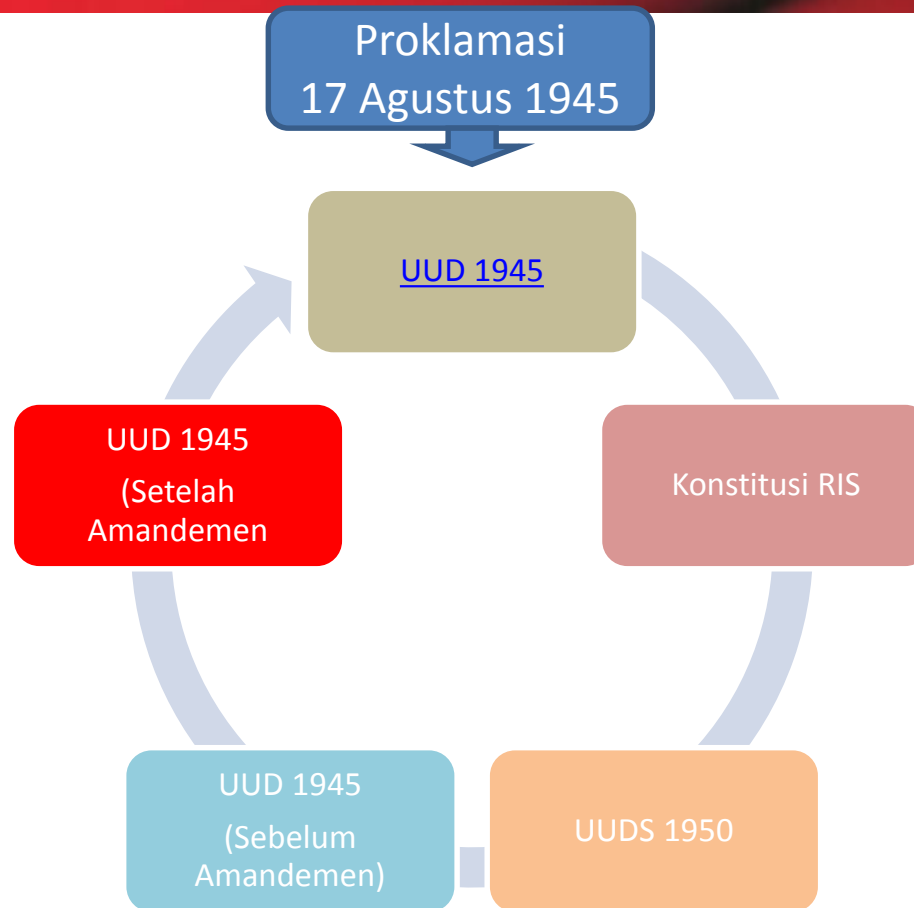 Proklamasi
17 Agustus 1945
UUD 1945
Konstitusi RIS
UUDS 1950
UUD 1945
(Sebelum
Amandemen)
UUD 1945
(Setelah
Amandemen